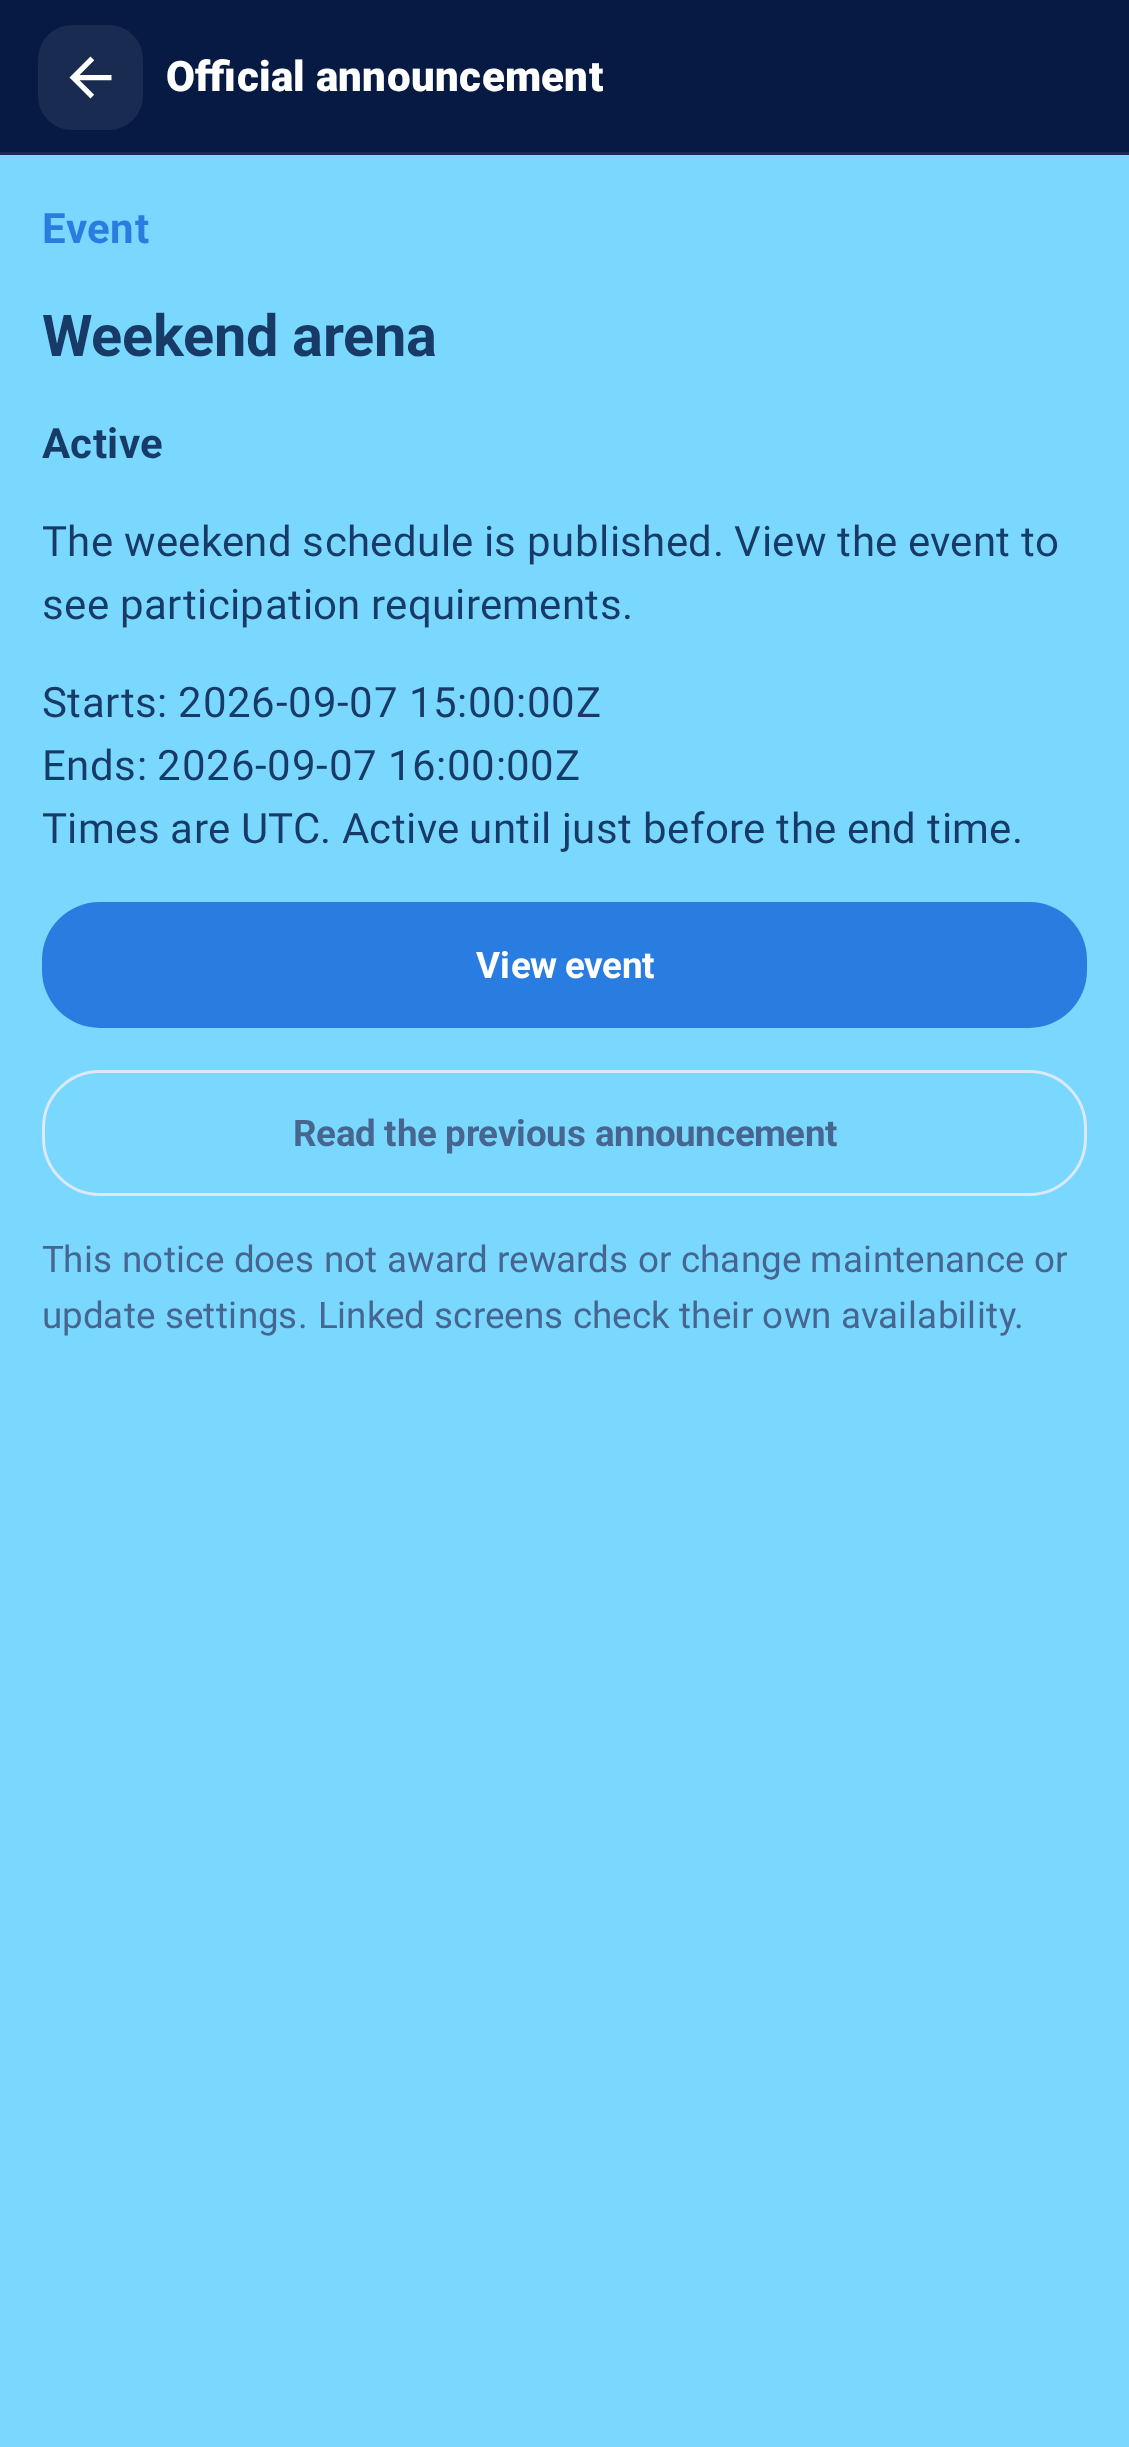 Official announcement
Event
Weekend arena
Active
The weekend schedule is published. View the event to
see participation requirements.
Starts: 2026-09-07 15:00:00Z
Ends: 2026-09-07 16:00:00Z
Times are UTC. Active until just before the end time.
View event
Read the previous announcement
This notice does not award rewards or change maintenance or
update settings. Linked screens check their own availability.